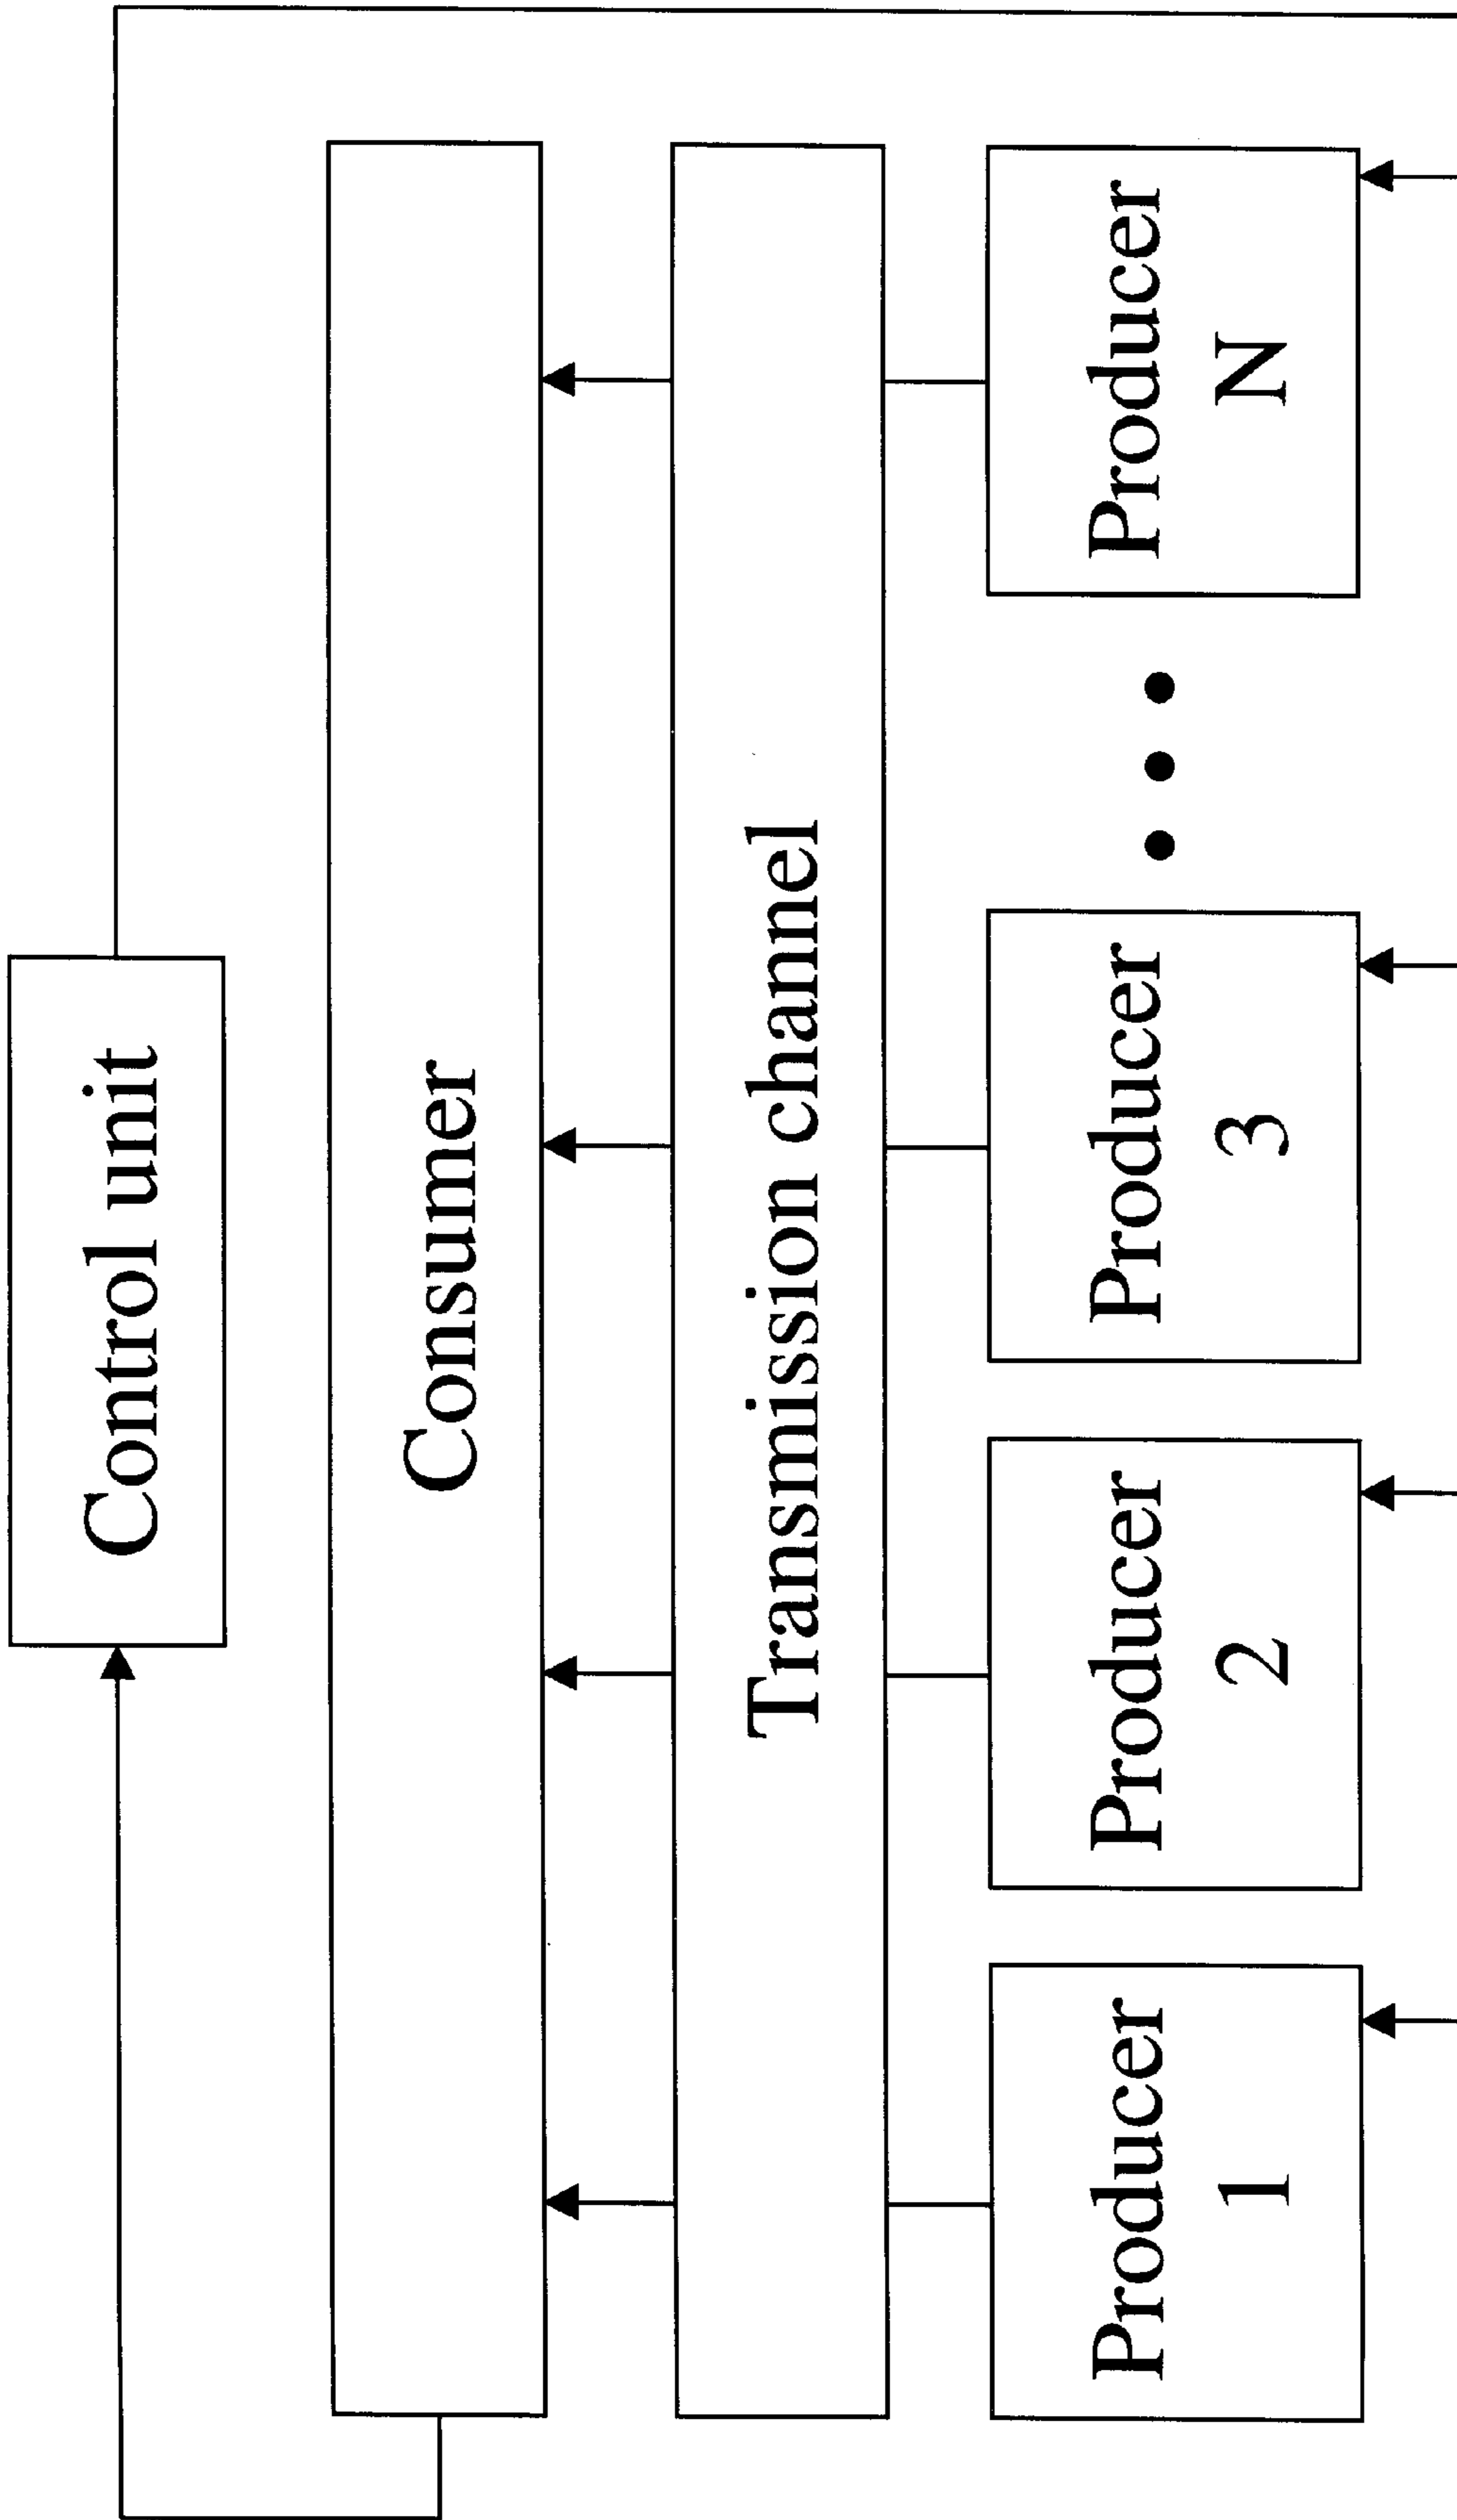 Control unit
Consumer
Transmission channel
Producer
1
Producer
2
Producer
3
Producer
N